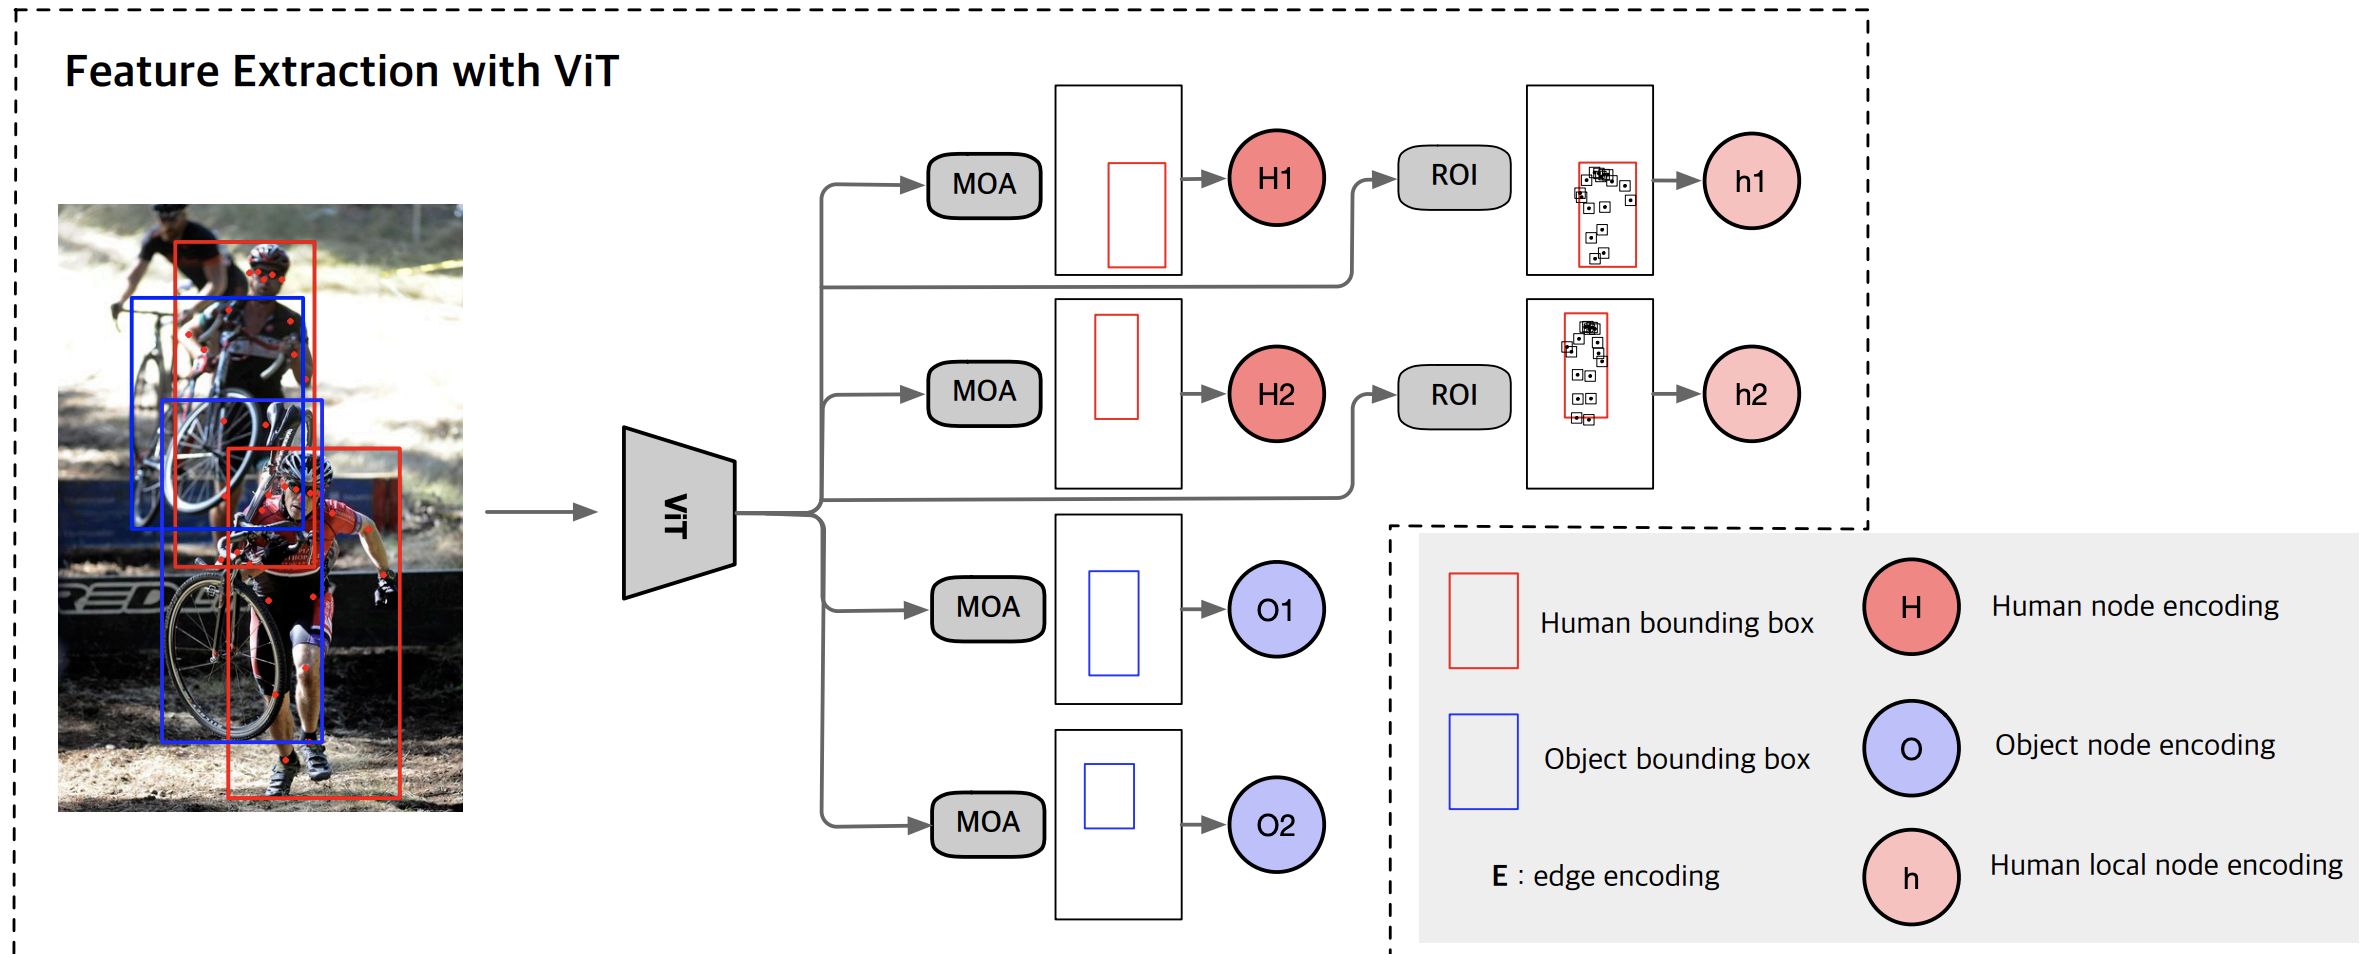 Feature Extraction with ViT
MOA
H1
ROI
h1
MOA
H2
ROI
h2
ViT
MOA
O1
MOA
O2
Human bounding box
H
Human node encoding
Object bounding box
O
Object node encoding
E : edge encoding
h
Human local node encoding